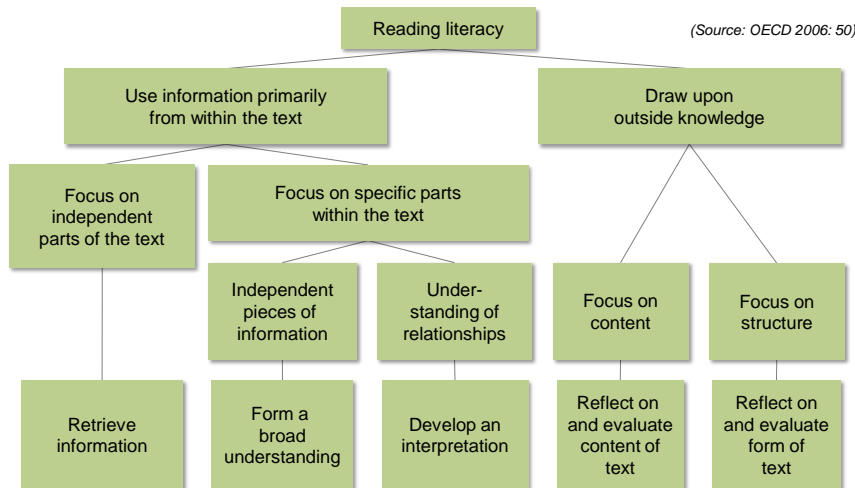 Reading literacy
(Source: OECD 2006: 50)
Use information primarily
from within the text
Draw upon
outside knowledge
Focus on
independent
parts of the text
Focus on specific parts
within the text
Independent
pieces of
information
Under-
standing of
relationships
Focus on
content
Focus on
structure
Retrieve
information
Form a
broad
understanding
Develop an
interpretation
Reflect on
and evaluate
content of
text
Reflect on
and evaluate
form of
text